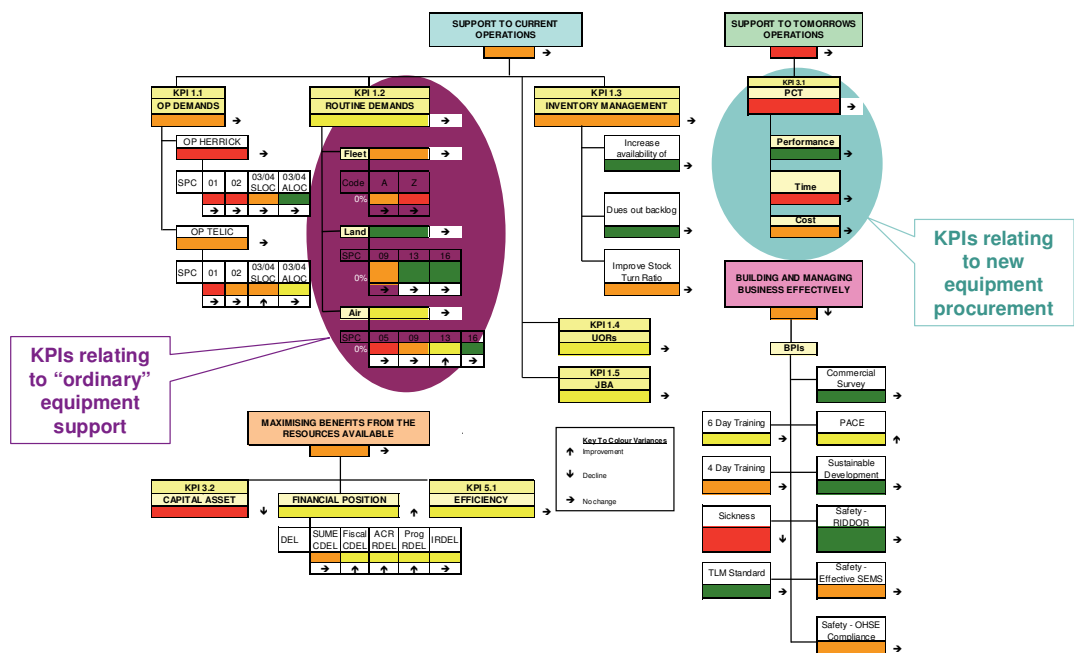 SUPPORT TO CURRENT
OPERATIONS
SUPPORT TO TOMORROWS
OPERATIONS
KPI 1.1
OP DEMANDS
KPI 1.2
ROUTINE DEMANDS
KPI 1.3
INVENTORY MANAGEMENT
KPI 3.1
PCT
OP HERRICK
SPC 01 02 03/04 SLOC 03/04 ALOC
OP TELIC
SPC 01 02 03/04 SLOC 03/04 ALOC
Fleet
Code A Z
0%
Land
SPC 09 13 16
0%
Air
SPC 05 09 13 16
0%
Increase
availability of
Dues out backlog
Improve Stock
Turn Ratio
KPI 1.4
UORs
KPI 1.5
JBA
Performance
Time
Cost
KPIs relating
to new
equipment
procurement
KPIs relating
to “ordinary”
equipment
support
BUILDING AND MANAGING
BUSINESS EFFECTIVELY
BPIs
Commercial
Survey
6 Day Training
PACE
4 Day Training
Sustainable
Development
Sickness
Safety -
RIDDOR
TLM Standard
Safety -
Effective SEMS
Safety - OHSE
Compliance
MAXIMISING BENEFITS FROM THE
RESOURCES AVAILABLE
KPI 3.2
CAPITAL ASSET
FINANCIAL POSITION
KPI 5.1
EFFICIENCY
DEL SUME CDEL Fiscal CDEL ACR RDEL Prog RDEL IRDEL
Key To Colour Variances
Improvement
Decline
No change